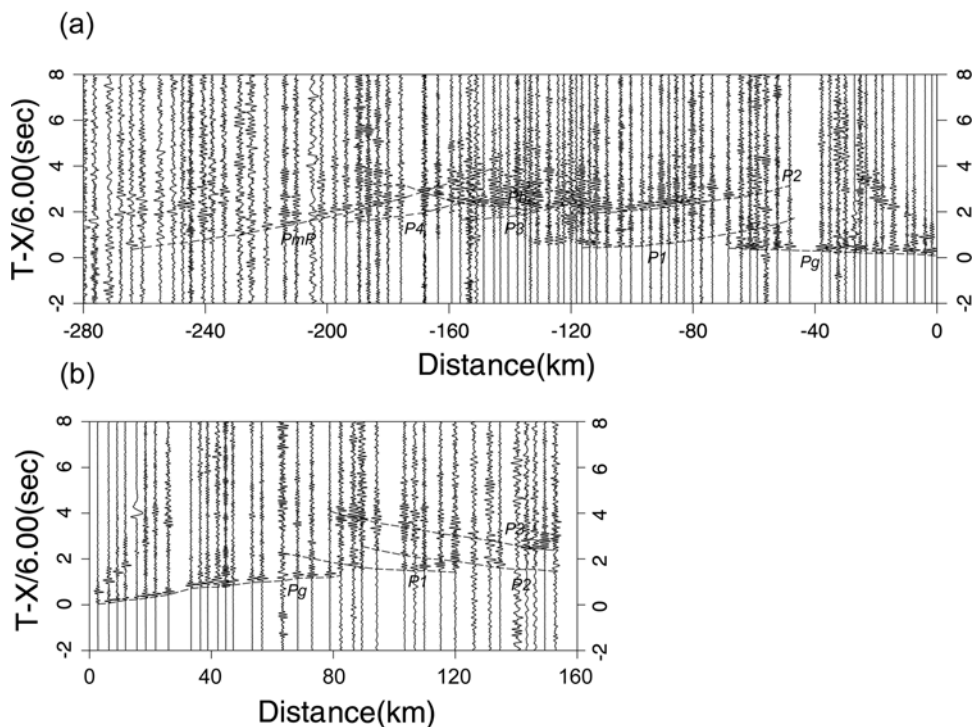 (a)
T-X/6.00(sec)
8
6
4
2
0
-2
8
6
4
2
0
-2
PmP
P4
P3
P1
P2
Pg
-280
-240
-200
-160
-120
-80
-40
0
Distance(km)
(b)
T-X/6.00(sec)
8
6
4
2
0
-2
8
6
4
2
0
-2
Pg
P1
P2
P3
0
40
80
120
160
Distance(km)